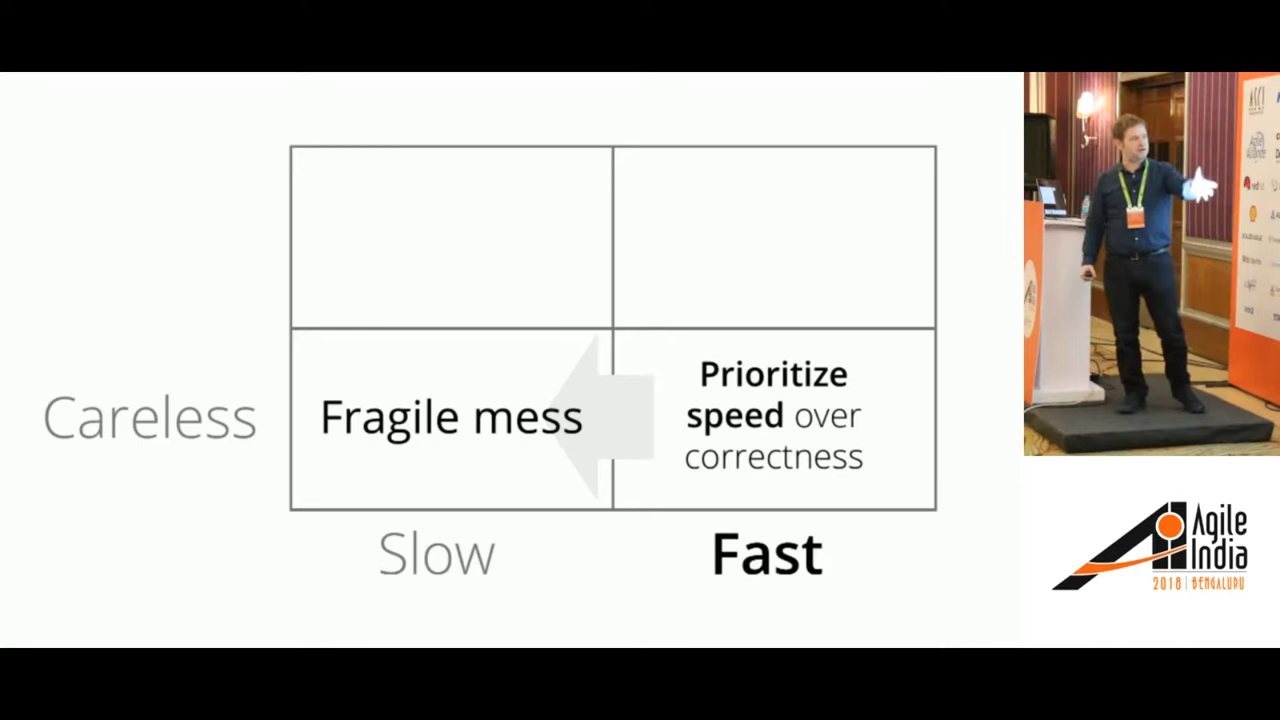 Careless
Fragile mess
Prioritize
speed over
correctness
Slow
Fast
Agile
India
2018 | BENGALURU